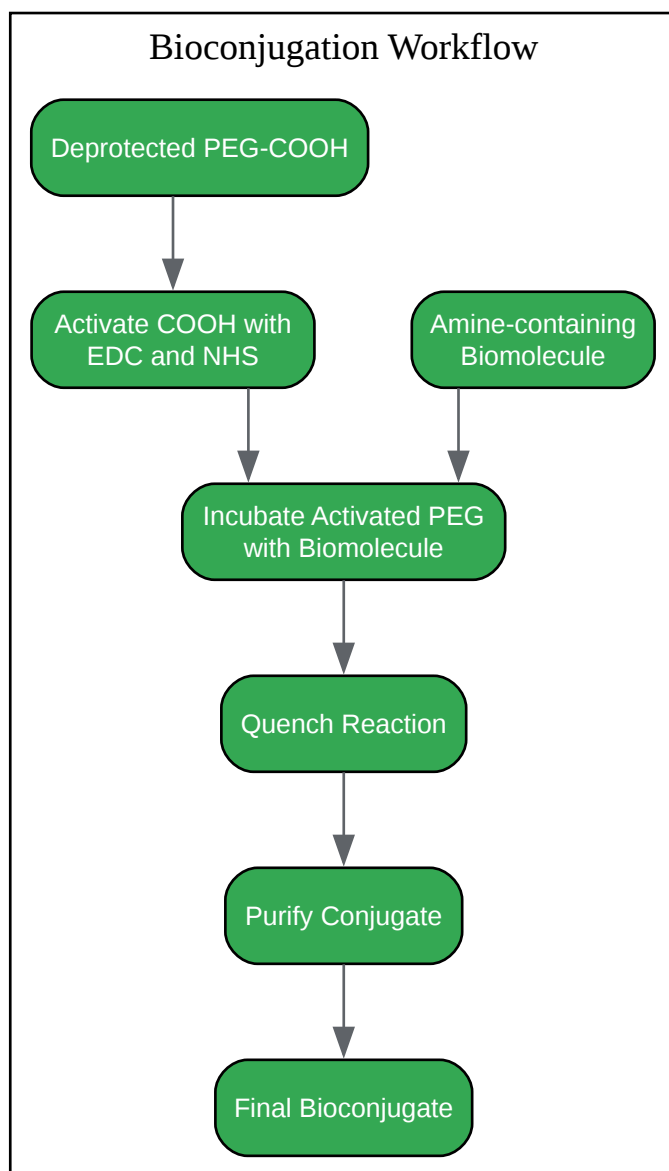 Bioconjugation Workflow
Deprotected PEG-COOH
Activate COOH with
EDC and NHS
Amine-containing
Biomolecule
Incubate Activated PEG
with Biomolecule
Quench Reaction
Purify Conjugate
Final Bioconjugate